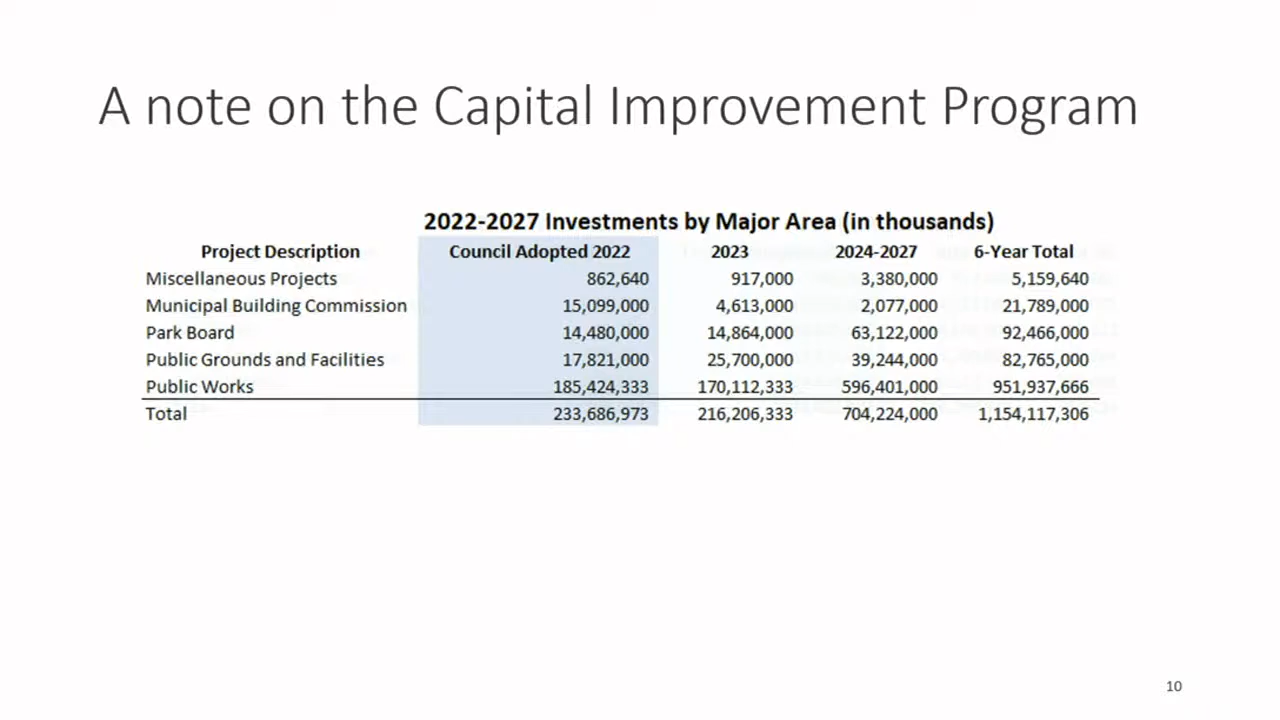 A note on the Capital Improvement Program
2022-2027 Investments by Major Area (in thousands)
Project Description Council Adopted 2022 2023 2024-2027 6-Year Total
Miscellaneous Projects 862,640 917,000 3,380,000 5,159,640
Municipal Building Commission 15,099,000 4,613,000 2,077,000 21,789,000
Park Board 14,480,000 14,864,000 63,122,000 92,466,000
Public Grounds and Facilities 17,821,000 25,700,000 39,244,000 82,765,000
Public Works 185,424,333 170,112,333 596,401,000 951,937,666
Total 233,686,973 216,206,333 704,224,000 1,154,117,306
10